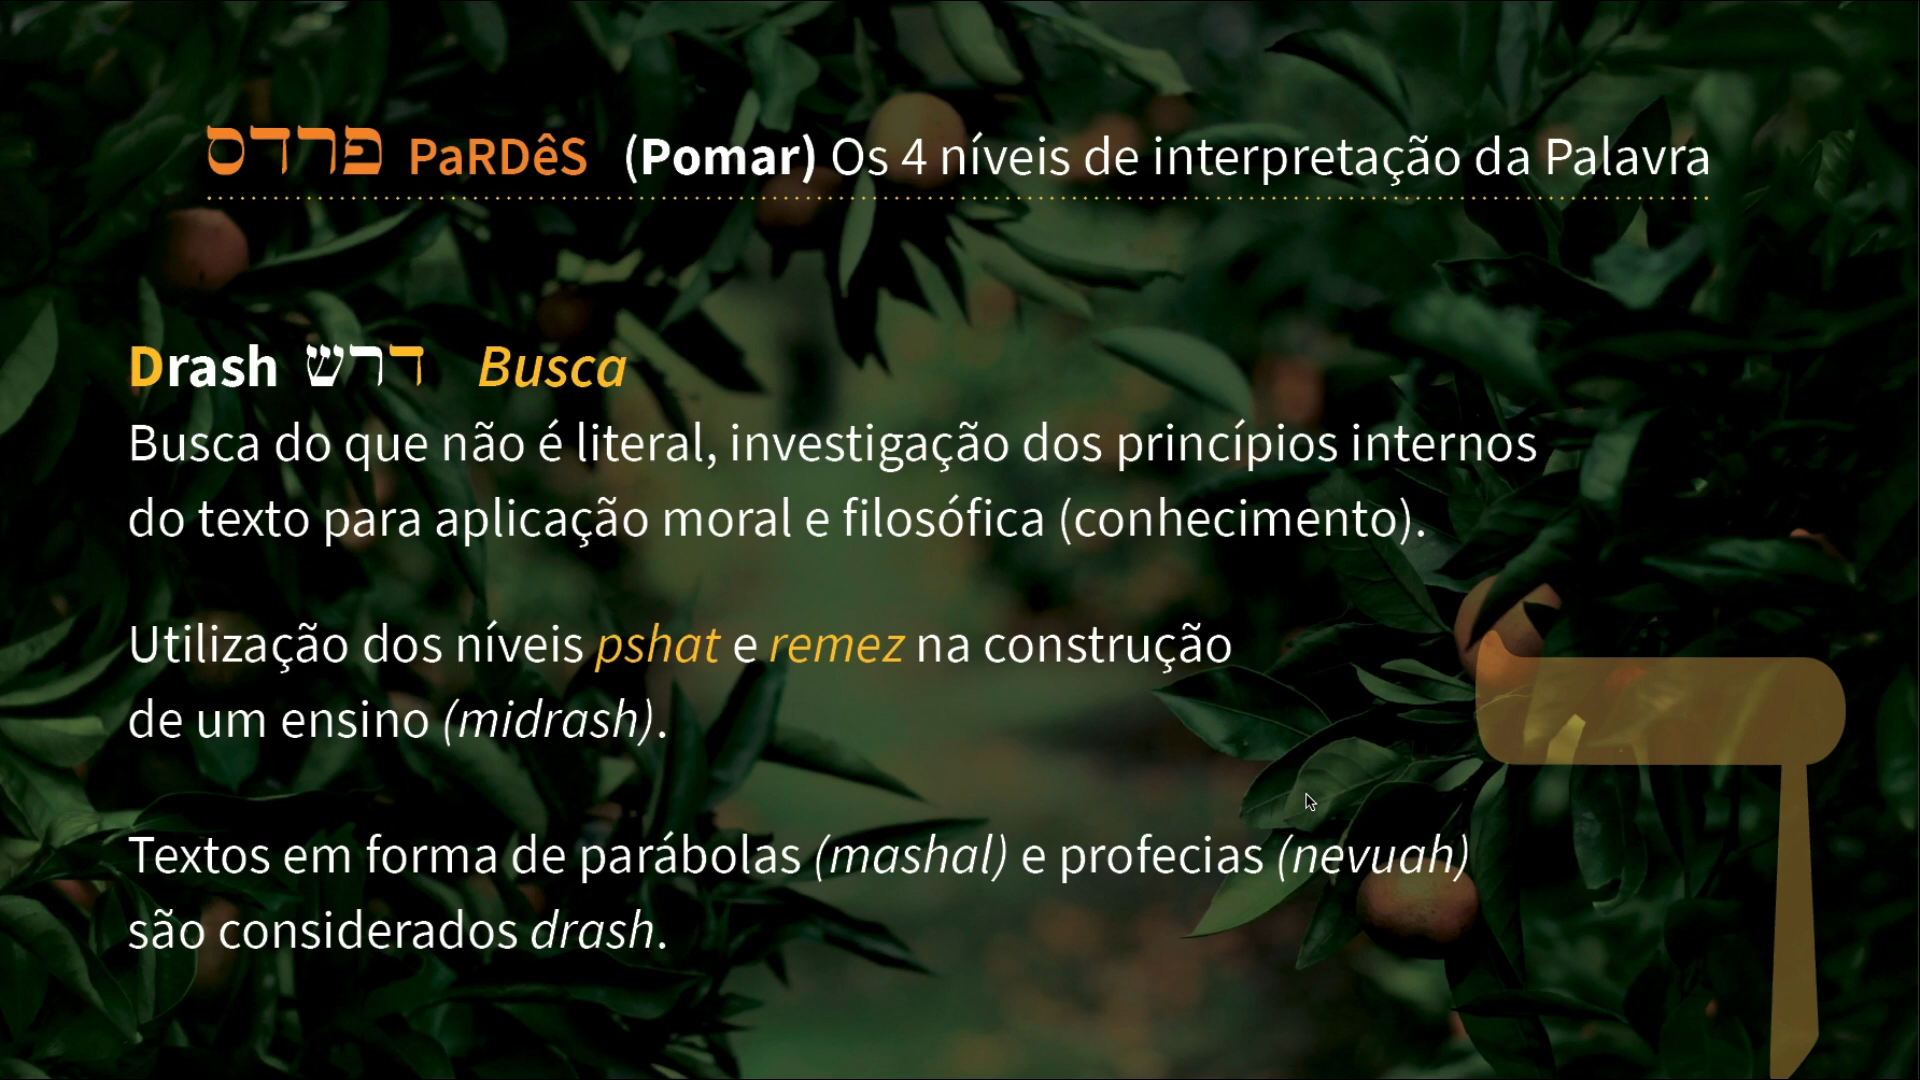 פרדס PaRDêS (Pomar) Os 4 níveis de interpretação da Palavra
Drash דרש Busca
Busca do que não é literal, investigação dos princípios internos
do texto para aplicação moral e filosófica (conhecimento).
Utilização dos níveis pshat e remez na construção
de um ensino (midrash).
Textos em forma de parábolas (mashal) e profecias (nevuah)
são considerados drash.
ד